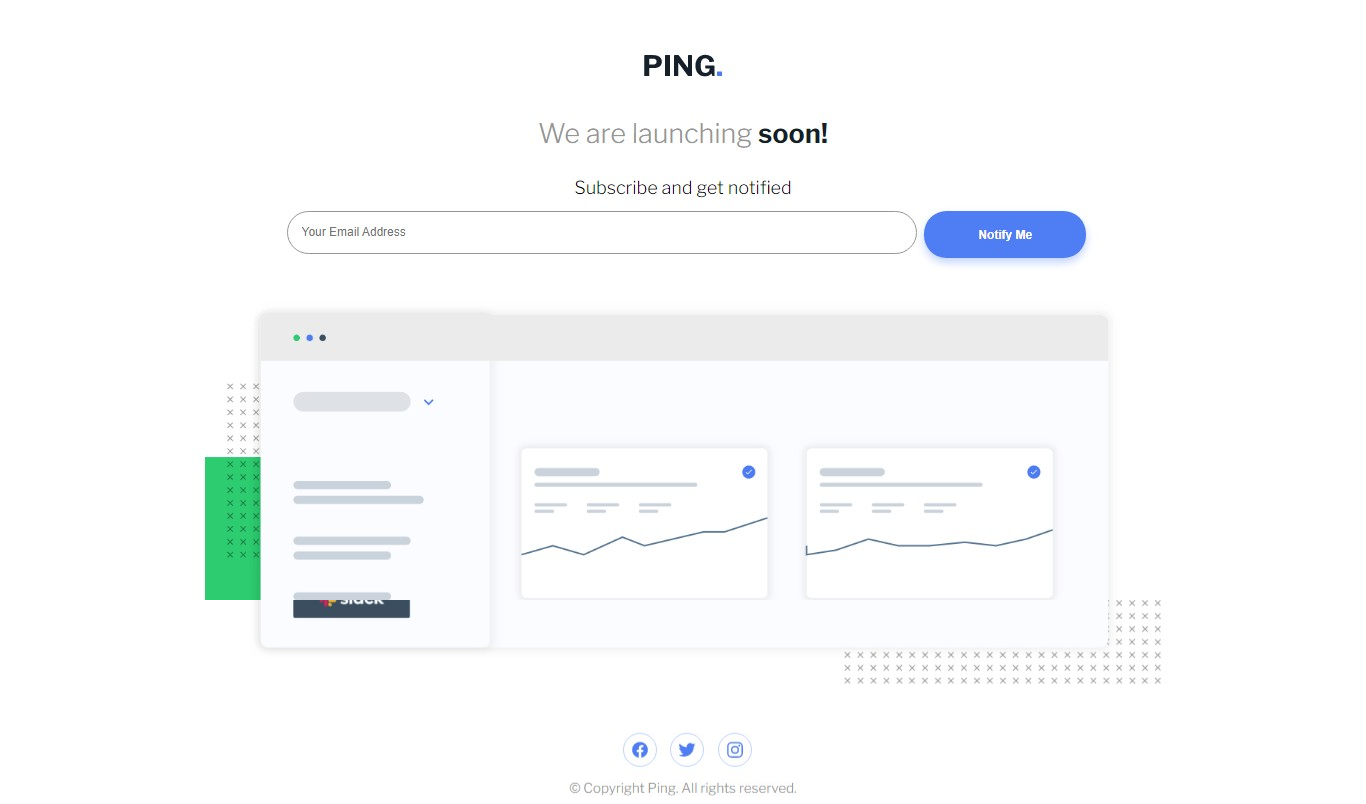 PING.
We are launching soon!
Subscribe and get notified
Your Email Address
Notify Me
slack
© Copyright Ping. All rights reserved.